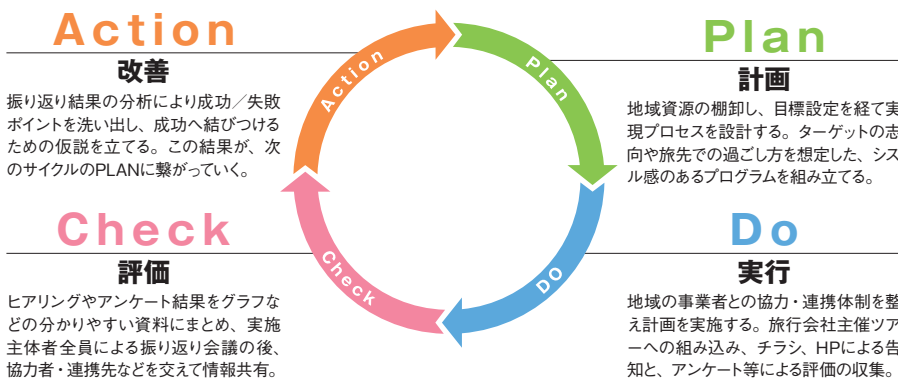 Action
改善
振り返り結果の分析により成功／失敗
ポイントを洗い出し、成功へ結びつける
ための仮説を立てる。この結果が、次
のサイクルのPLANに繋がっていく。
Plan
計画
地域資源の棚卸し、目標設定を経て実
現プロセスを設計する。ターゲットの志
向や旅先での過ごし方を想定した、シス
ル感のあるプログラムを組み立てる。
Action
Plan
Check
DO
Check
評価
ヒアリングやアンケート結果をグラフな
どの分かりやすい資料にまとめ、実施
主体者全員による振り返り会議の後、
協力者・連携先などを交えて情報共有。
Do
実行
地域の事業者との協力・連携体制を整
え計画を実施する。旅行会社主催ツア
ーへの組み込み、チラシ、HPによる告
知と、アンケート等による評価の収集。